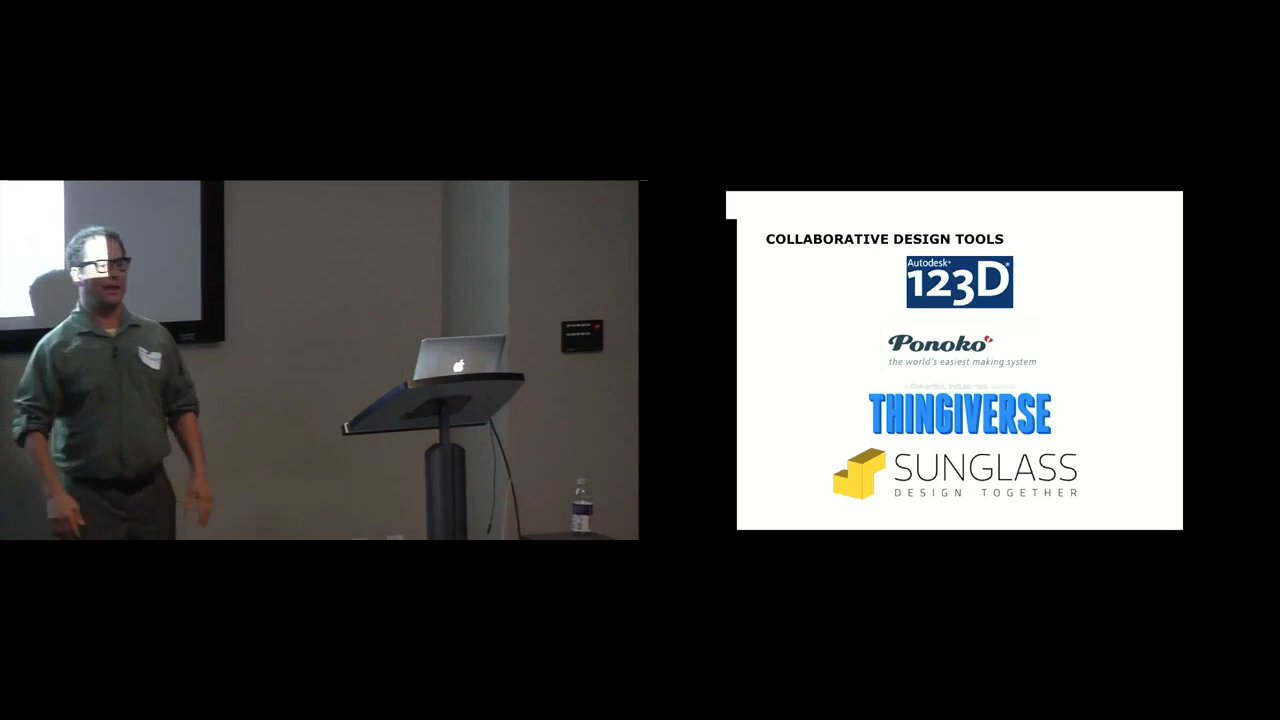 COLLABORATIVE DESIGN TOOLS
Autodesk®
123D®
Ponoko
the world's easiest making system
THINGIVERSE
SUNGLASS
DESIGN TOGETHER